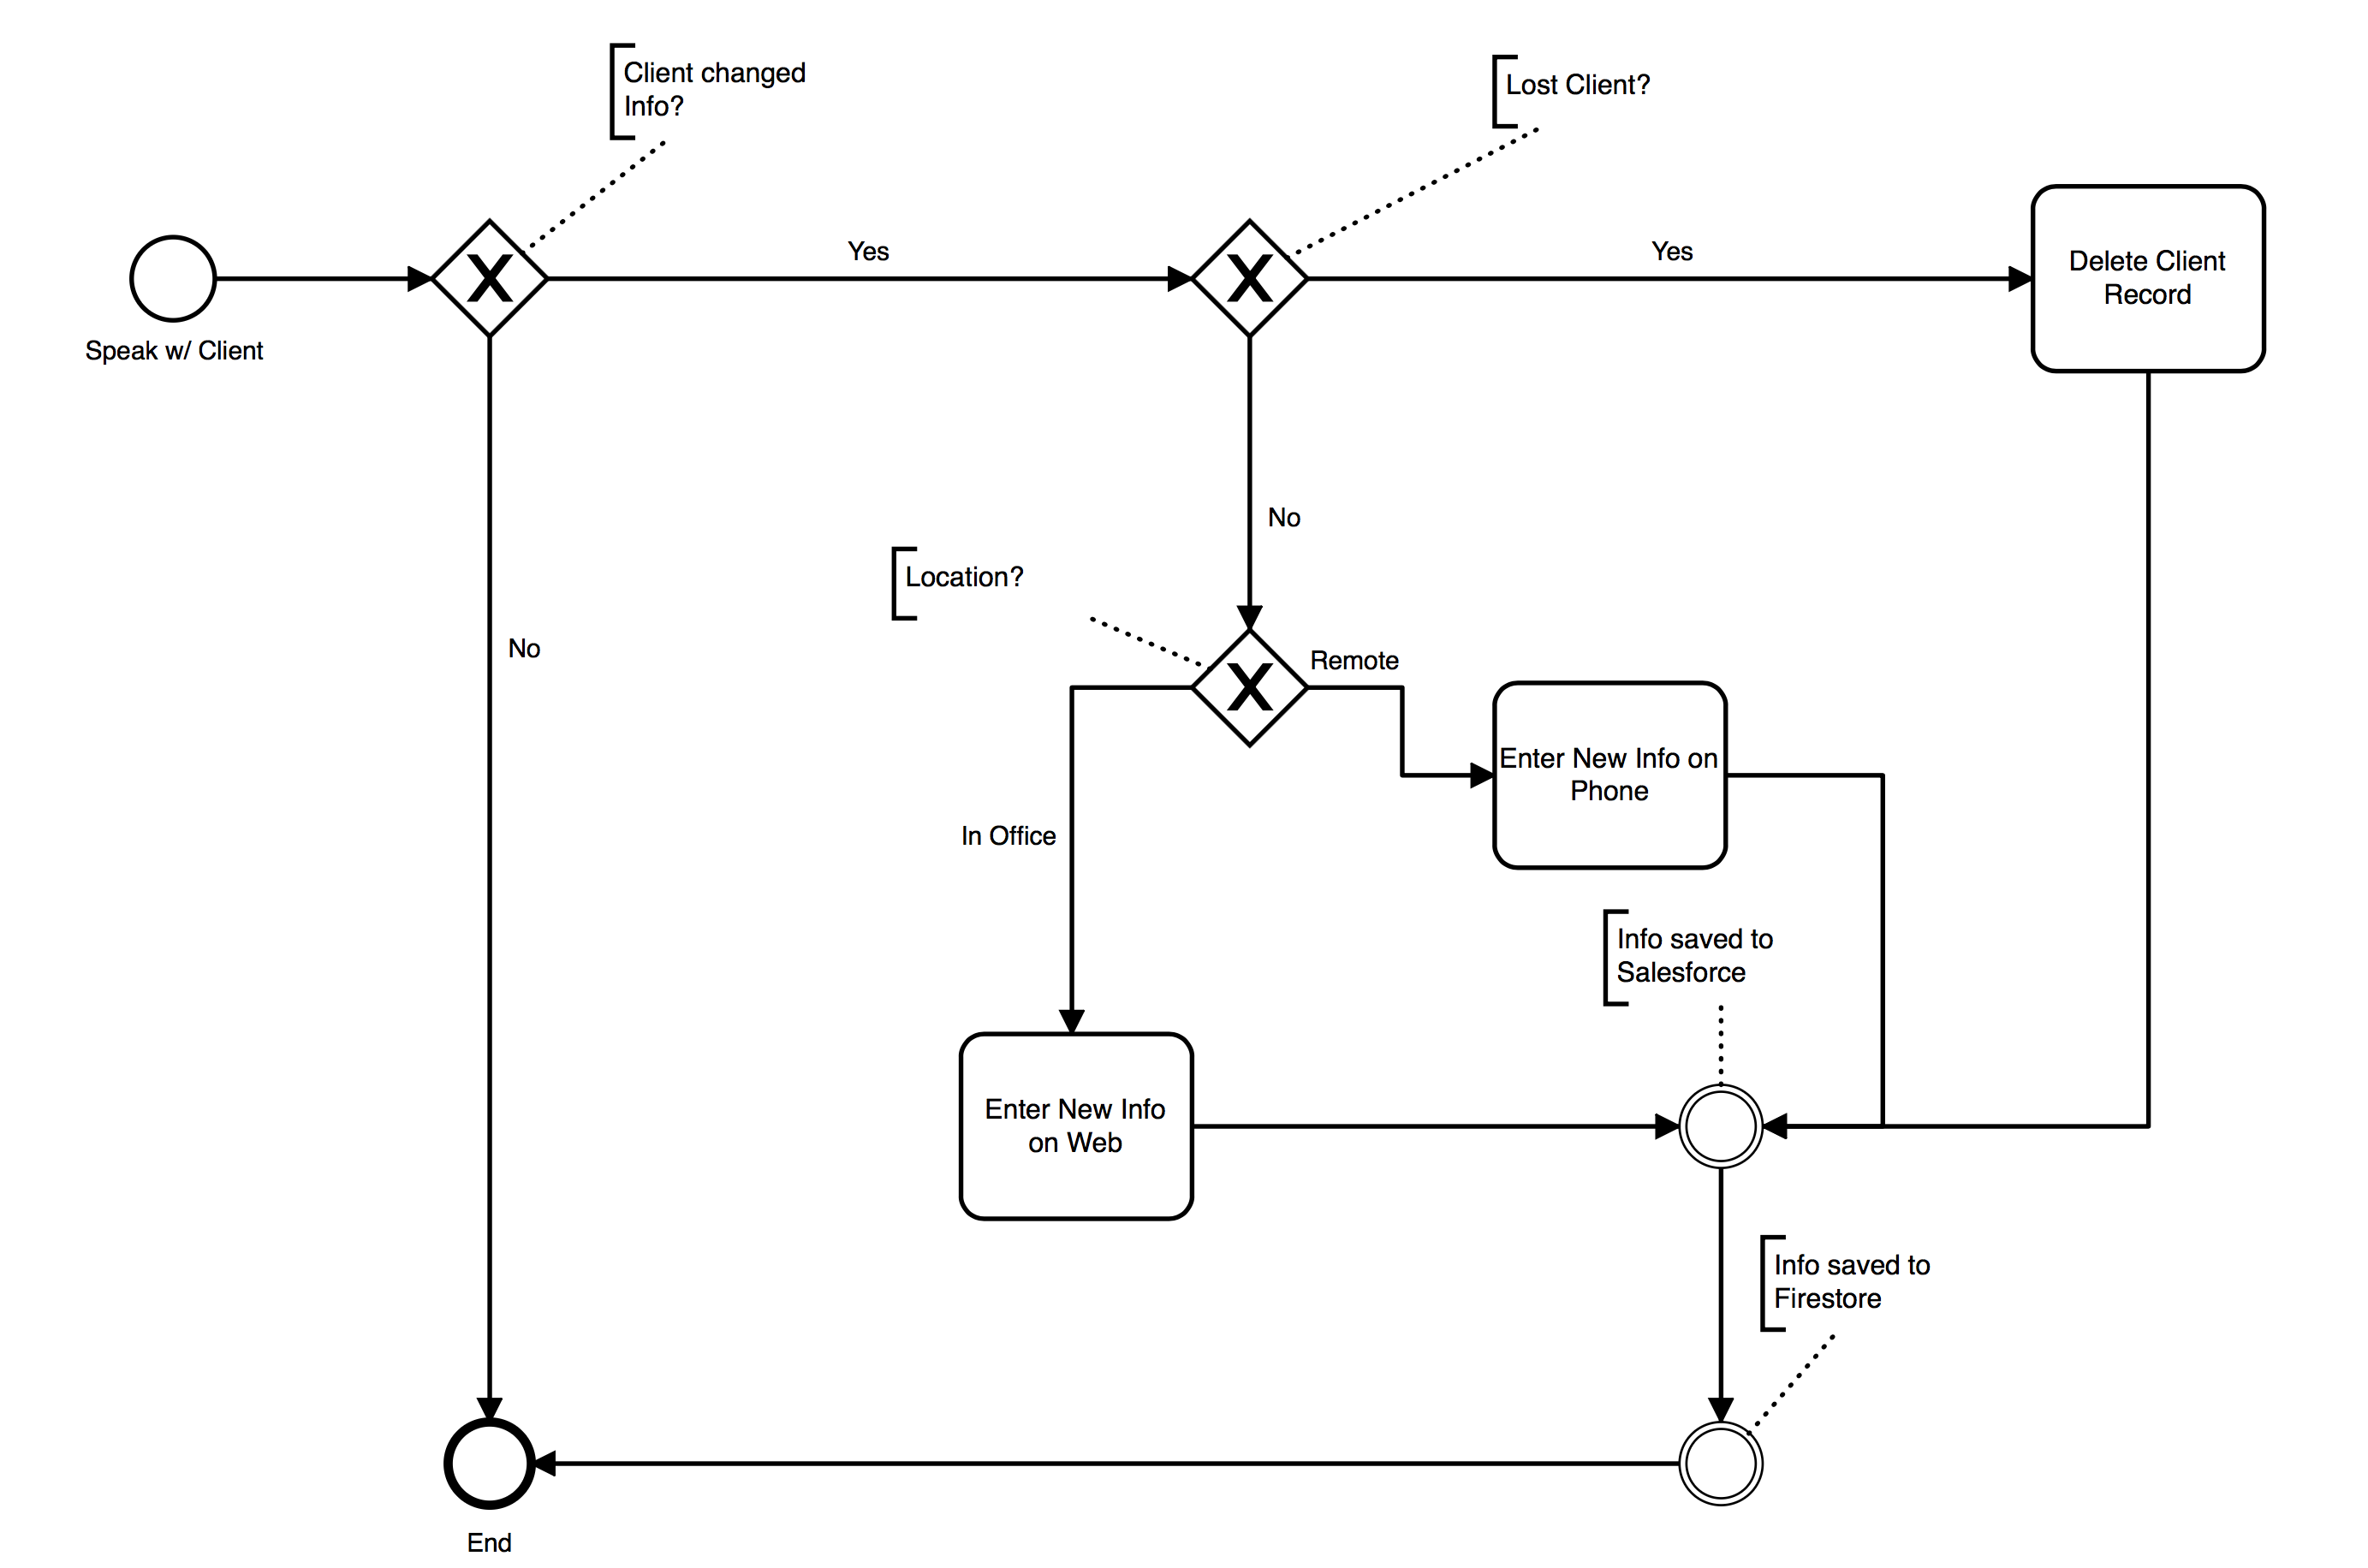 Client changed
Info?
Lost Client?
Yes
Yes
Delete Client
Record
Speak w/ Client
No
Location?
No
Remote
Enter New Info on
Phone
In Office
Info saved to
Salesforce
Enter New Info
on Web
Info saved to
Firestore
End